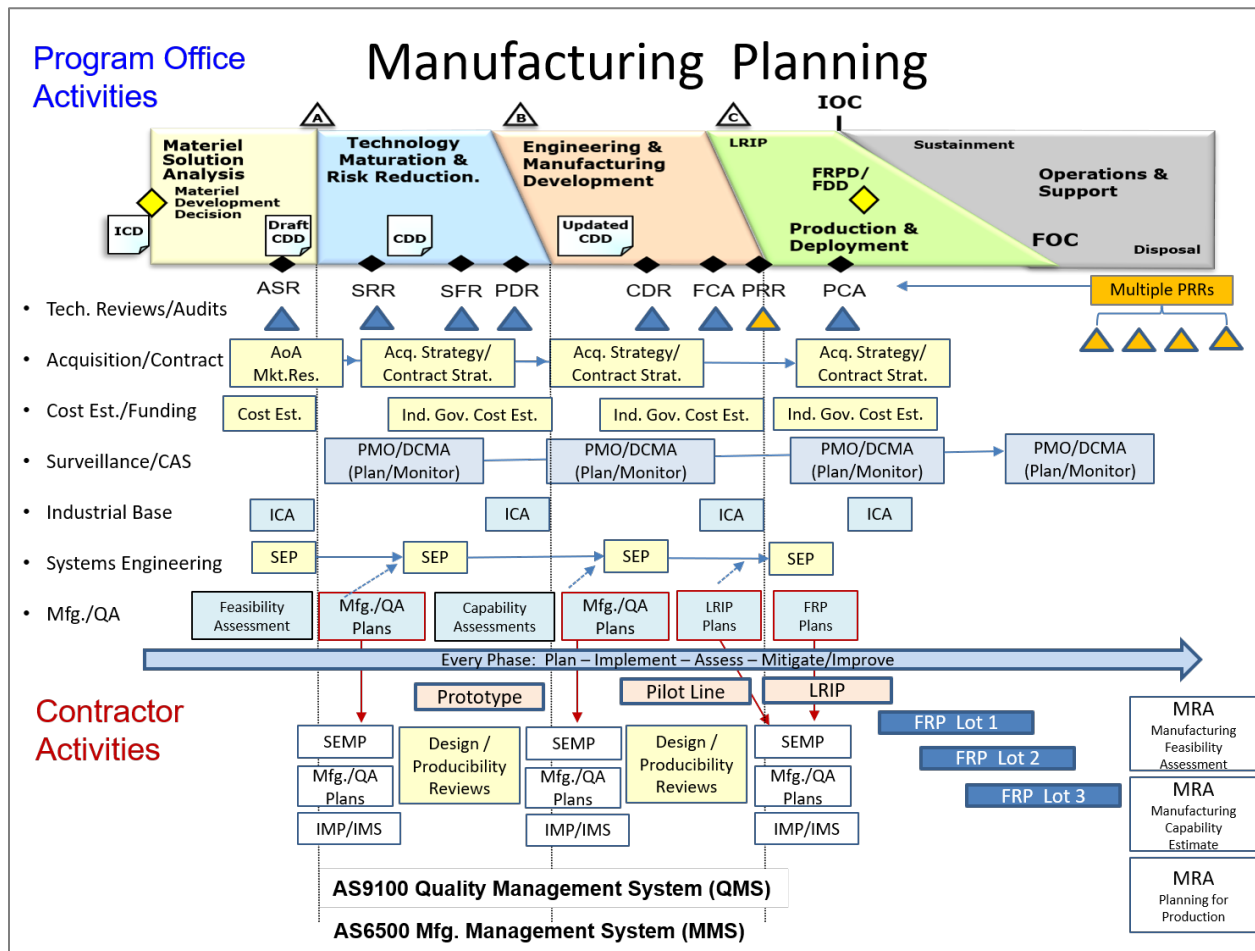 Program Office
Activities
Manufacturing Planning
A
B
C
IOC
Materiel
Solution
Analysis
Materiel
Development
Decision
ICD
Draft
CDD
Technology
Maturation &
Risk Reduction.
CDD
Engineering &
Manufacturing
Development
Updated
CDD
LRIP
FRPD/
FDD
Production &
Deployment
Sustainment
Operations &
Support
FOC
Disposal
ASR
SRR
SFR
PDR
CDR
FCA
PRR
PCA
Multiple PRRs
• Tech. Reviews/Audits
• Acquisition/Contract
AoA
Mkt.Res.
Acq. Strategy/
Contract Strat.
Acq. Strategy/
Contract Strat.
Acq. Strategy/
Contract Strat.
• Cost Est./Funding
Cost Est.
Ind. Gov. Cost Est.
Ind. Gov. Cost Est.
Ind. Gov. Cost Est.
• Surveillance/CAS
PMO/DCMA
(Plan/Monitor)
PMO/DCMA
(Plan/Monitor)
PMO/DCMA
(Plan/Monitor)
PMO/DCMA
(Plan/Monitor)
• Industrial Base
ICA
ICA
ICA
ICA
• Systems Engineering
SEP
SEP
SEP
SEP
• Mfg./QA
Feasibility
Assessment
Mfg./QA
Plans
Capability
Assessments
Mfg./QA
Plans
LRIP
Plans
FRP
Plans
Every Phase: Plan – Implement – Assess – Mitigate/Improve
Contractor
Activities
Prototype
Pilot Line
LRIP
SEMP
Mfg./QA
Plans
IMP/IMS
Design /
Producibility
Reviews
SEMP
Mfg./QA
Plans
IMP/IMS
Design /
Producibility
Reviews
SEMP
Mfg./QA
Plans
IMP/IMS
FRP Lot 1
FRP Lot 2
FRP Lot 3
MRA
Manufacturing
Feasibility
Assessment
MRA
Manufacturing
Capability
Estimate
MRA
Planning for
Production
AS9100 Quality Management System (QMS)
AS6500 Mfg. Management System (MMS)